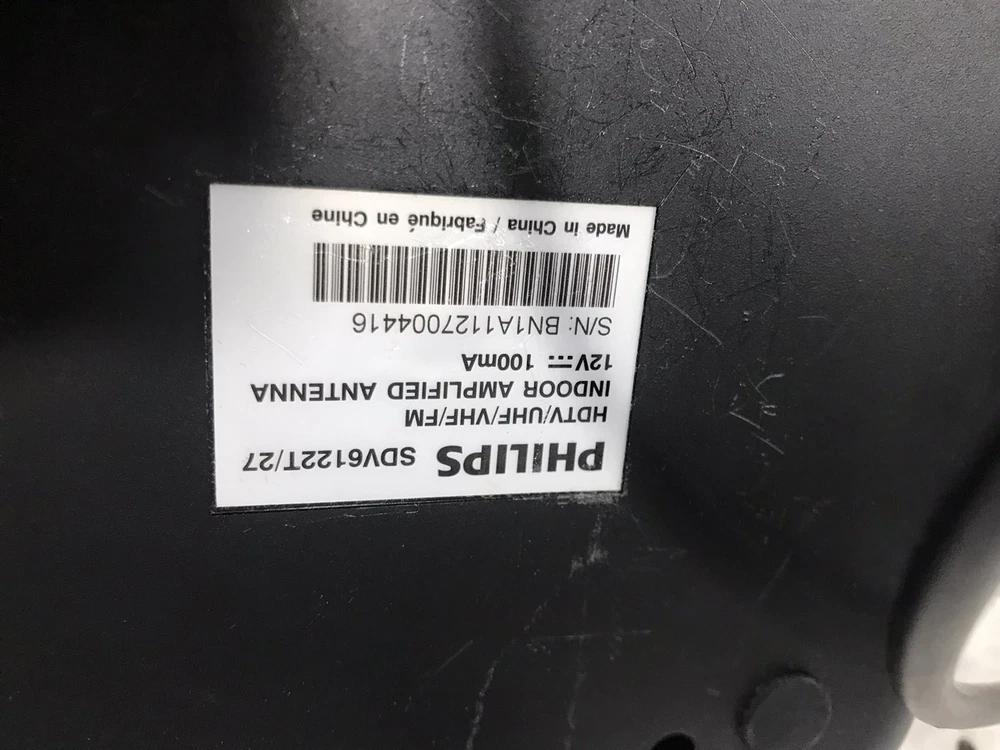 PHILIPS SDV6122T/27
HDTV/UHF/VHF/FM
INDOOR AMPLIFIED ANTENNA
12V⎓ 100mA
S/N: BN1A1127004416
Made in China / Fabriqué en Chine